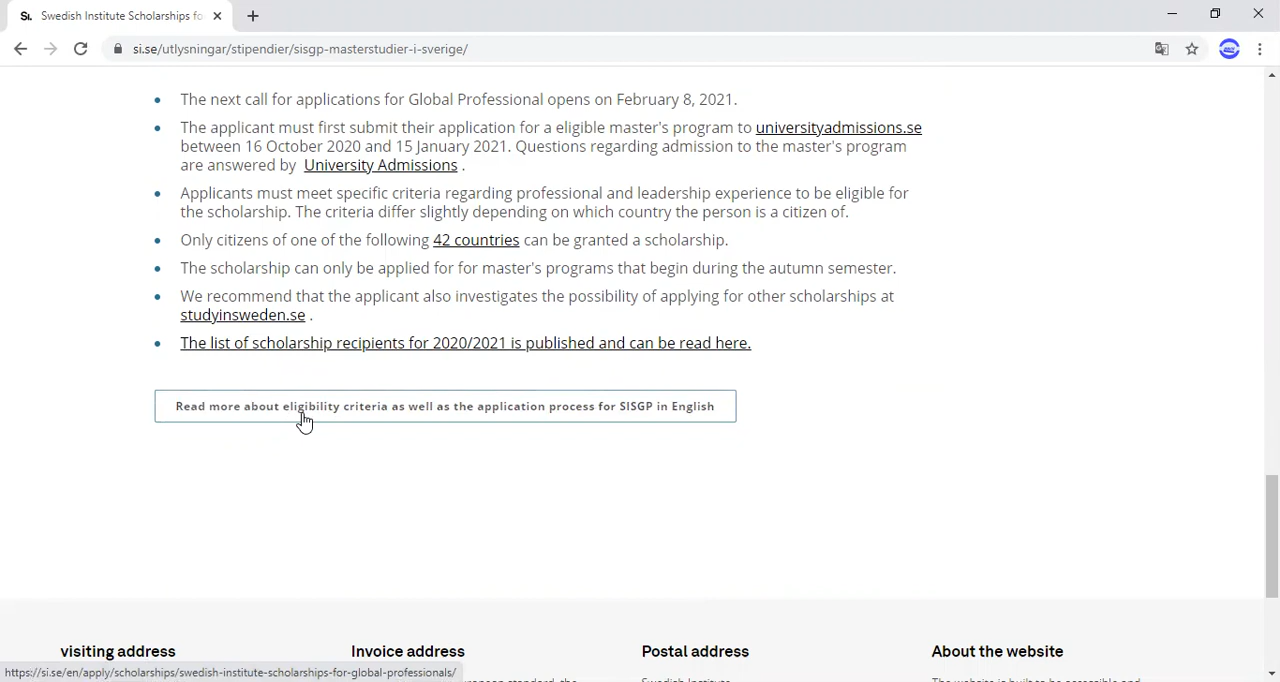 Si. Swedish Institute Scholarships fo
si.se/utlysningar/stipendier/sisgp-masterstudier-i-sverige/
The next call for applications for Global Professional opens on February 8, 2021.
The applicant must first submit their application for a eligible master's program to universityadmissions.se
between 16 October 2020 and 15 January 2021. Questions regarding admission to the master's program
are answered by University Admissions .
Applicants must meet specific criteria regarding professional and leadership experience to be eligible for
the scholarship. The criteria differ slightly depending on which country the person is a citizen of.
Only citizens of one of the following 42 countries can be granted a scholarship.
The scholarship can only be applied for for master's programs that begin during the autumn semester.
We recommend that the applicant also investigates the possibility of applying for other scholarships at
studyinsweden.se .
The list of scholarship recipients for 2020/2021 is published and can be read here.
Read more about eligibility criteria as well as the application process for SISGP in English
visiting address Invoice address Postal address About the world
https://si.se/en/apply/scholarships/swedish-institute-scholarships-for-global-professionals/